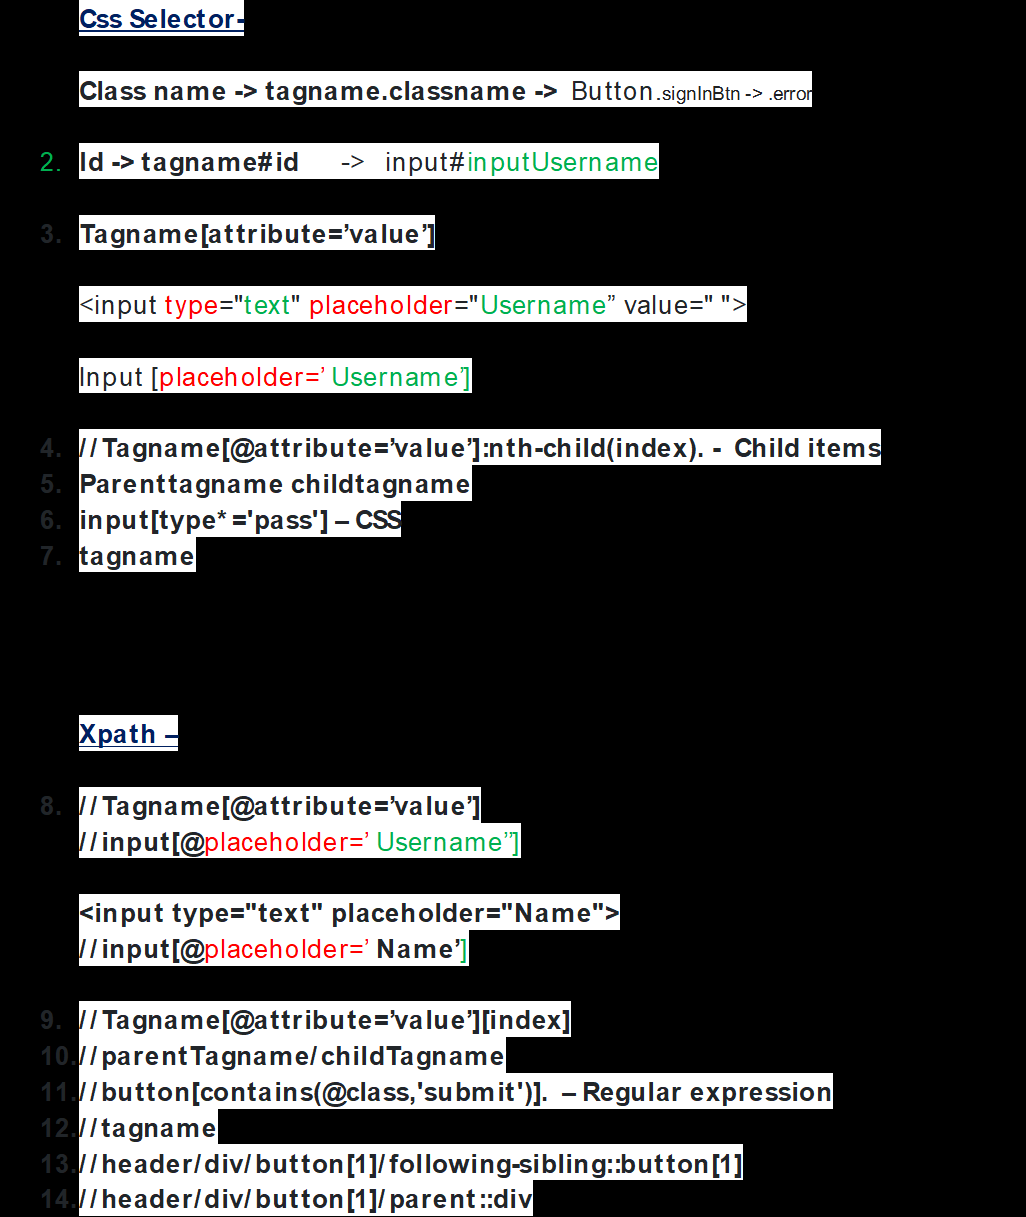 Css Selector-
Class name -> tagname.classname -> Button.signInBtn -> .error
2. Id -> tagname#id -> input#inputUsername
3. Tagname[attribute=’value’]
<input type="text" placeholder="Username” value=" ">
Input [placeholder=’ Username’]
4. //Tagname[@attribute=’value’]:nth-child(index). - Child items
5. Parenttagname childtagname
6. input[type* ='pass'] – CSS
7. tagname
Xpath –
8. //Tagname[@attribute=’value’]
//input[@placeholder=’ Username’’]
<input type="text" placeholder="Name">
//input[@placeholder=’ Name’]
9. //Tagname[@attribute=’value’][index]
10. //parentTagname/childTagname
11. //button[contains(@class,'submit')]. – Regular expression
12. //tagname
13. //header/div/button[1]/following-sibling::button[1]
14. //header/div/button[1]/parent::div